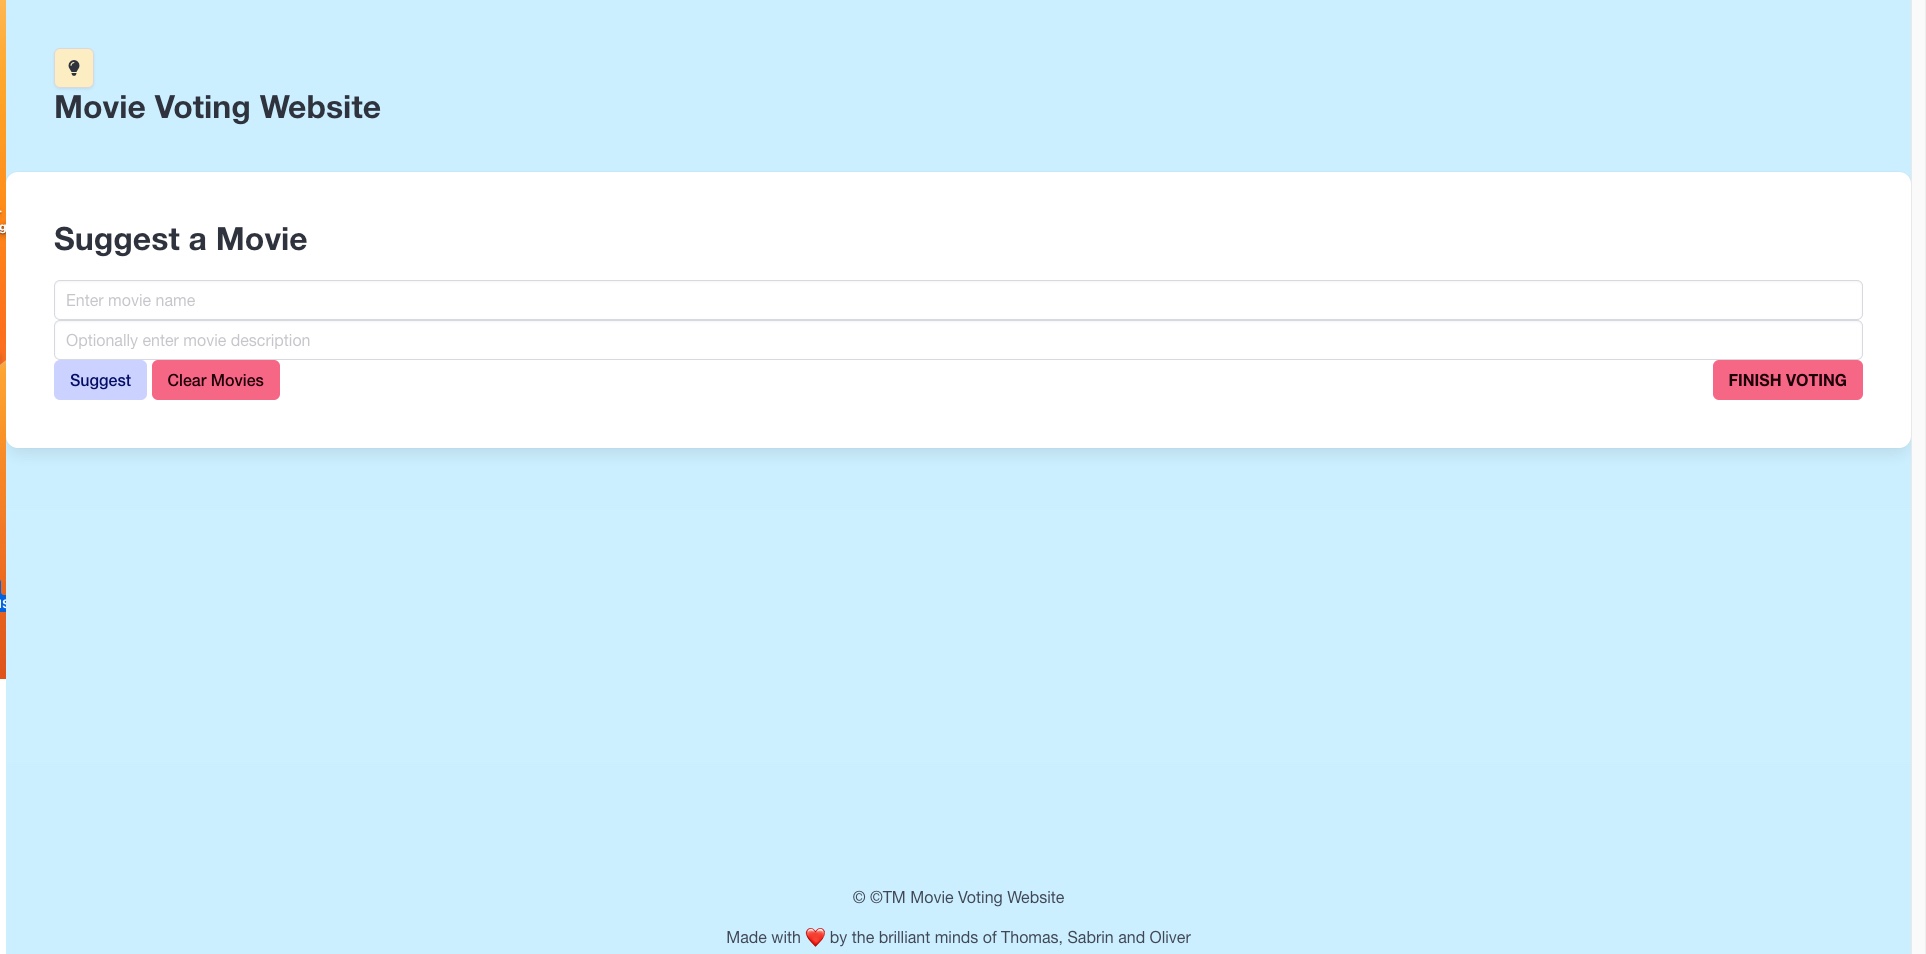 Movie Voting Website
Suggest a Movie
Enter movie name
Optionally enter movie description
Suggest Clear Movies FINISH VOTING
© ©TM Movie Voting Website
Made with ❤️ by the brilliant minds of Thomas, Sabrin and Oliver